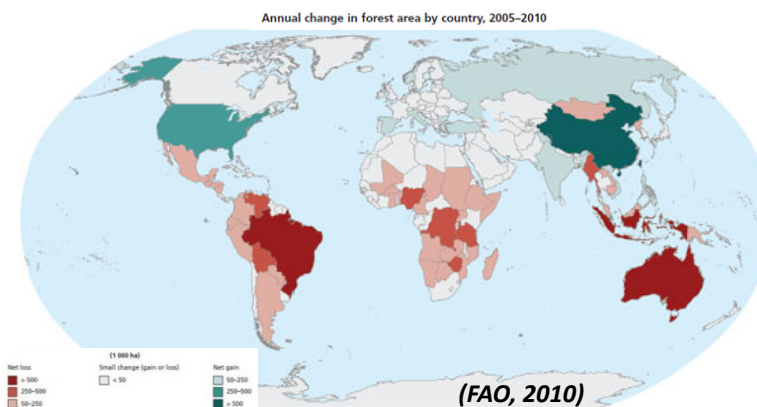 Annual change in forest area by country, 2005–2010
(1 000 ha)
Net loss
> 500
250–500
50–250
Small change (gain or loss)
< 50
Net gain
50–250
250–500
> 500
(FAO, 2010)